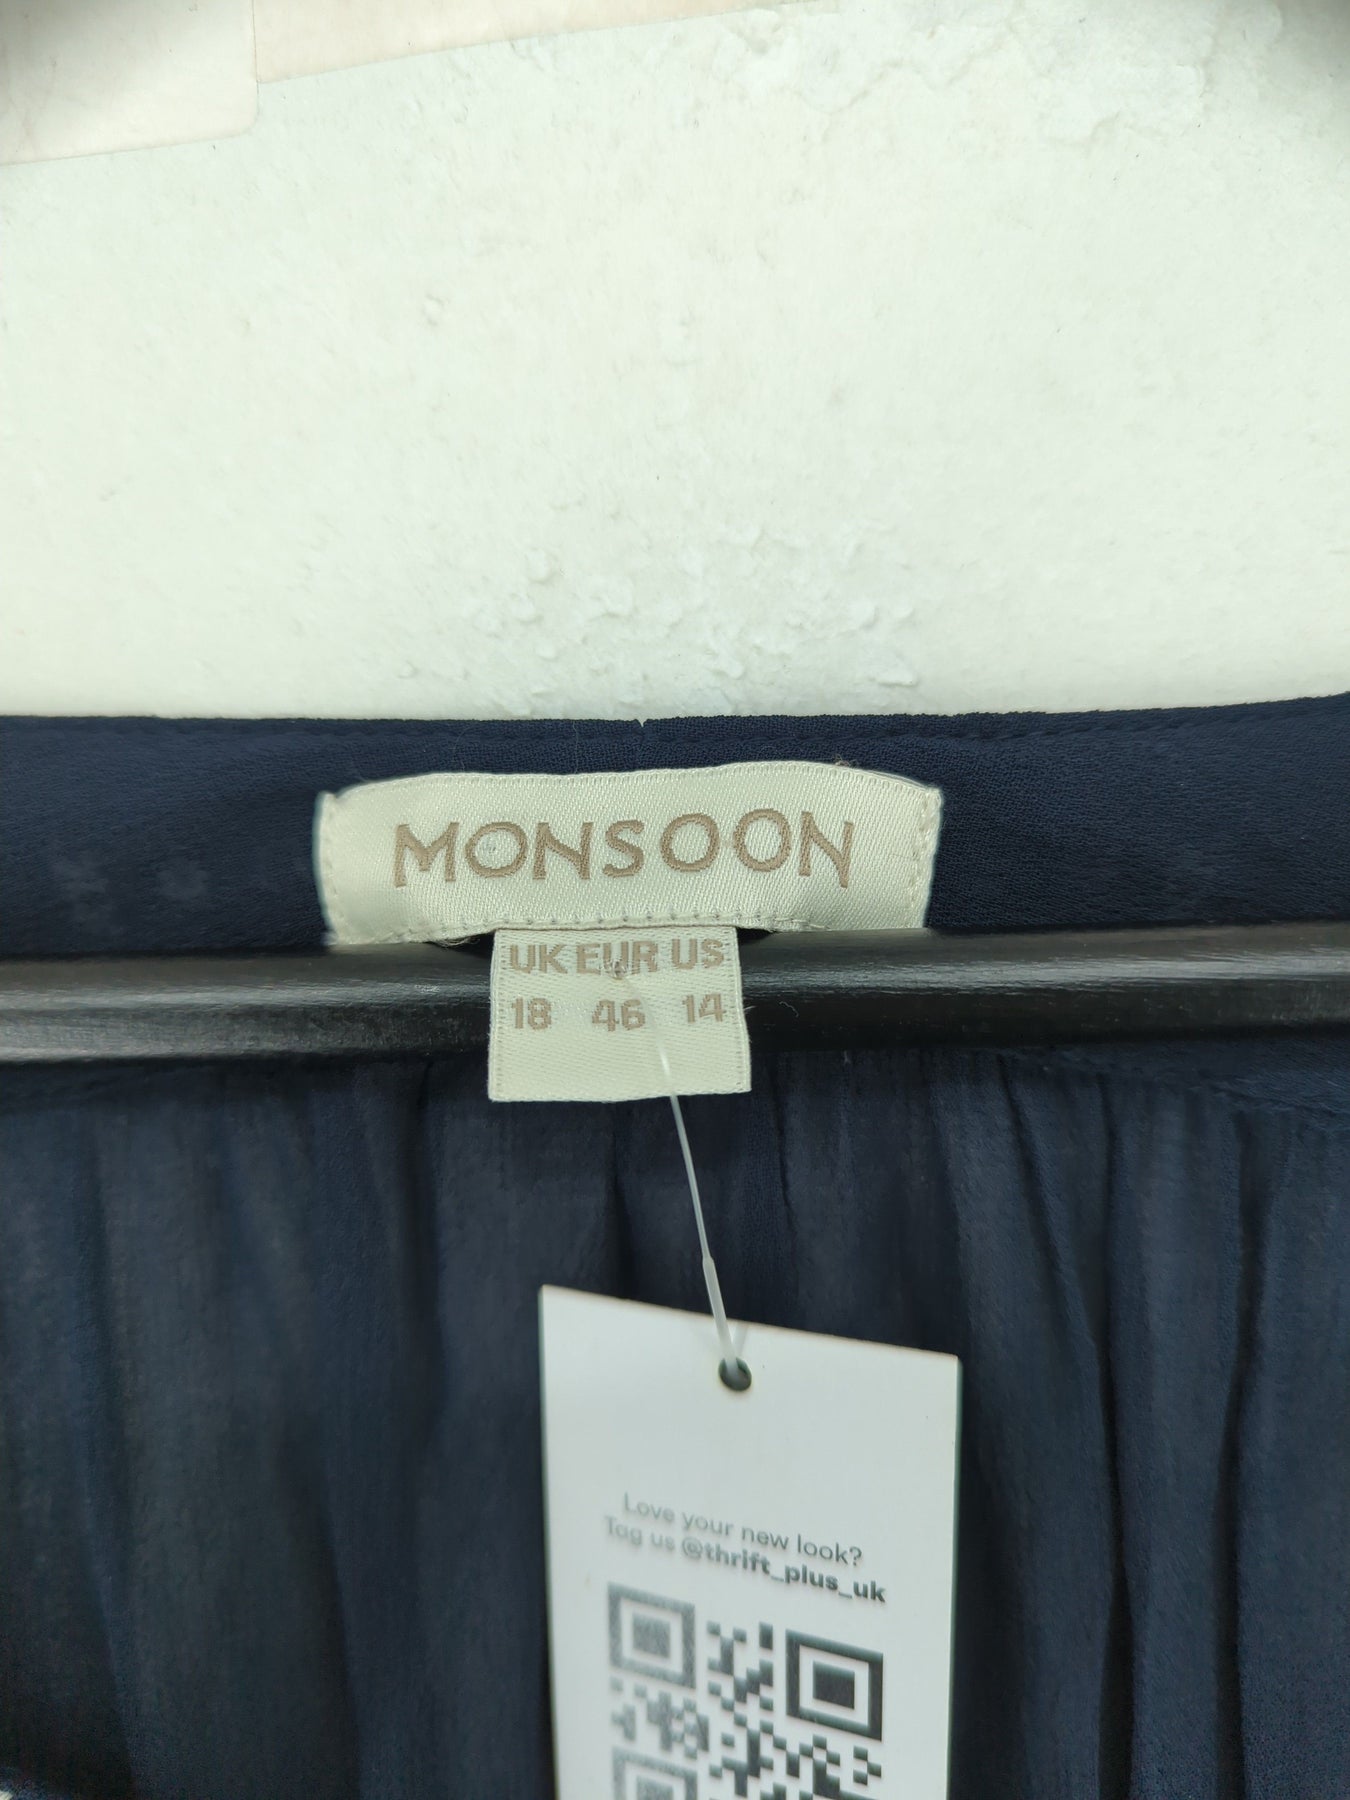 MONSOON
UK EUR US
18 46 14
Love your new look?
Tag us @thrift_plus_uk